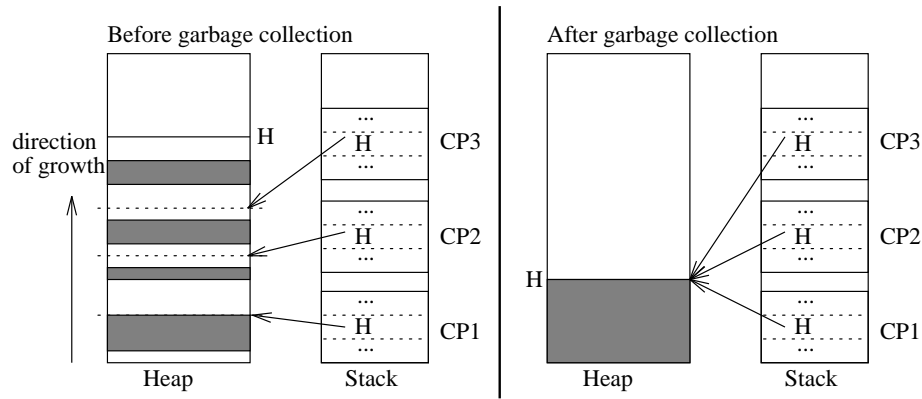 Before garbage collection
direction
of growth
H
...
H
...
CP3
...
H
...
CP2
...
H
...
CP1
Heap
Stack
After garbage collection
H
...
H
...
CP3
...
H
...
CP2
...
H
...
CP1
Heap
Stack